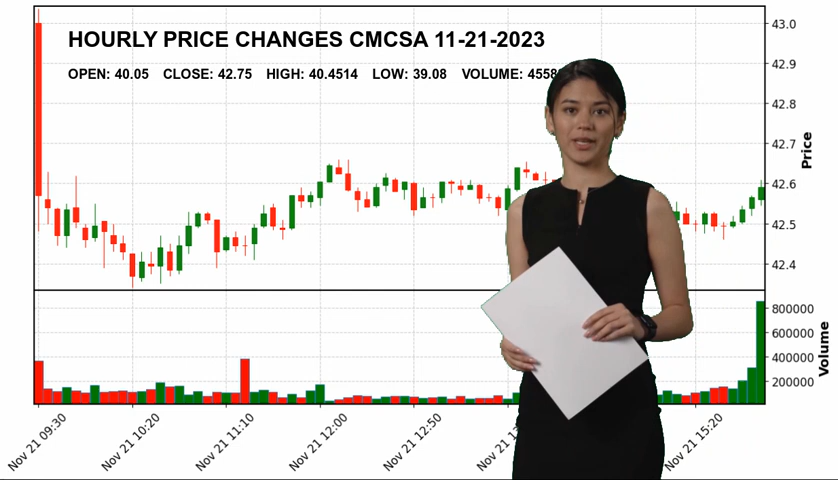 HOURLY PRICE CHANGES CMCSA 11-21-2023
OPEN: 40.05 CLOSE: 42.75 HIGH: 40.4514 LOW: 39.08 VOLUME: 4558
43.0
42.9
42.8
42.7
42.6
42.5
42.4
Price
800000
600000
400000
200000
Volume
Nov 21 09:30
Nov 21 10:20
Nov 21 11:10
Nov 21 12:00
Nov 21 12:50
Nov 21
Nov 21 15:20